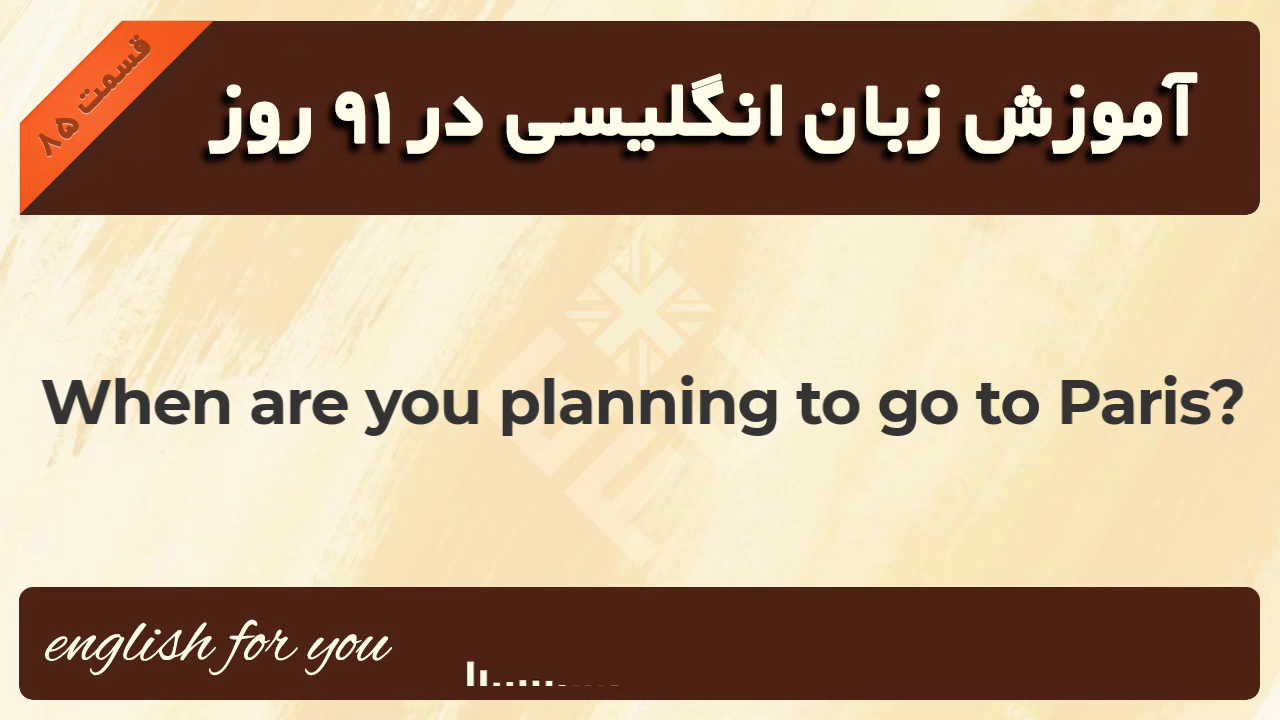 قسمت ۸۵
آموزش زبان انگلیسی در ۹۱ روز
When are you planning to go to Paris?
english for you